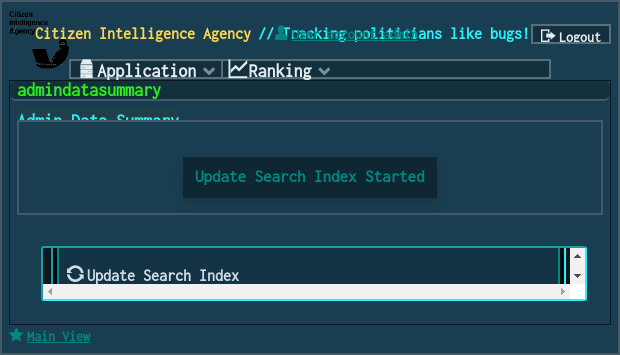 Citizen
Intelligence
Agency
Citizen Intelligence Agency // Tracking politicians like bugs!
Logout
Application
Ranking
admindatasummary
Admin Data Summary
Update Search Index Started
Update Search Index
Main View